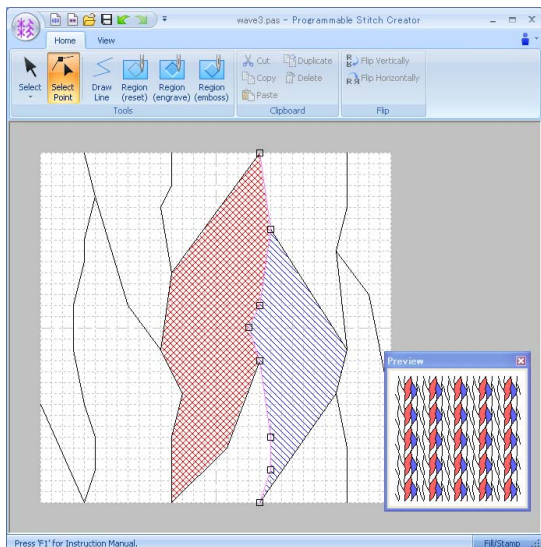 wave3.pas - Programmable Stitch Creator
Home View
Select
Select Point
Draw Line
Region (reset)
Region (engrave)
Region (emboss)
Tools
Cut
Duplicate
Copy
Delete
Paste
Clipboard
Flip Vertically
Flip Horizontally
Flip
Preview
Press 'F1' for Instruction Manual.
Fill/Stamp